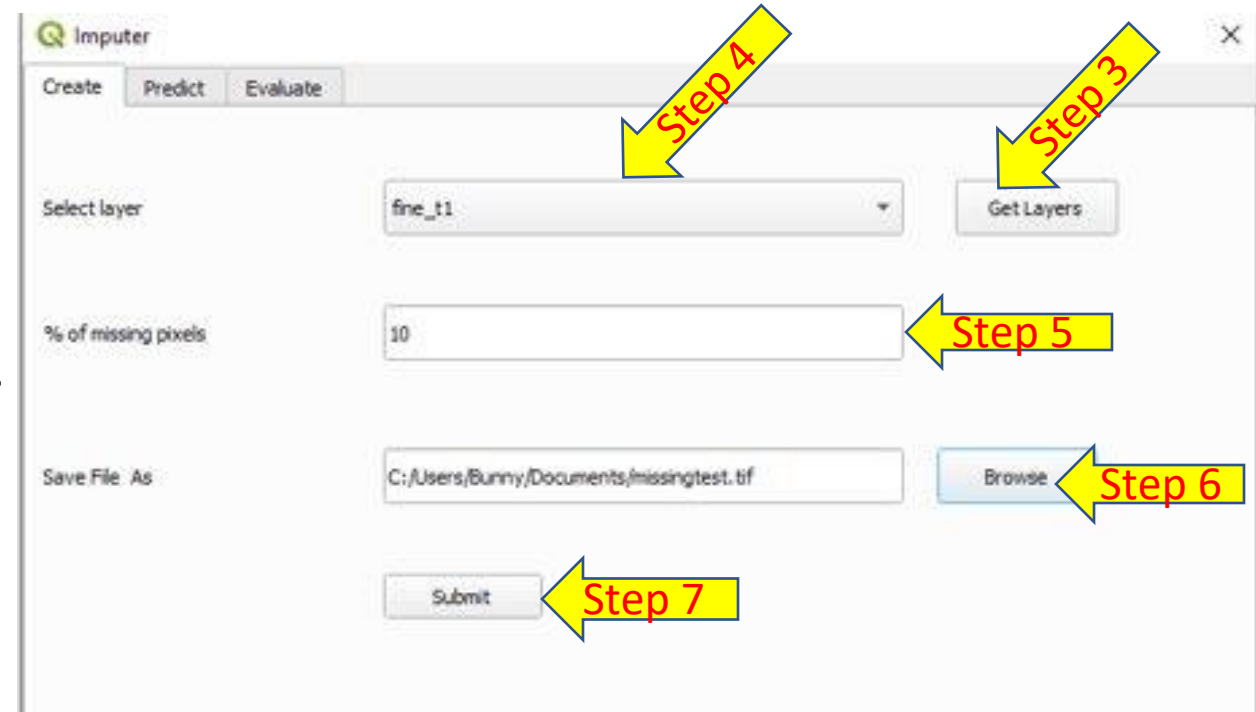 Imputer
Create Predict Evaluate
Step 4
Step 3
Select layer fine_t1 Get Layers
% of missing pixels 10 Step 5
Save File As C:/Users/Bunny/Documents/missingtest.tif Browse Step 6
Submit Step 7